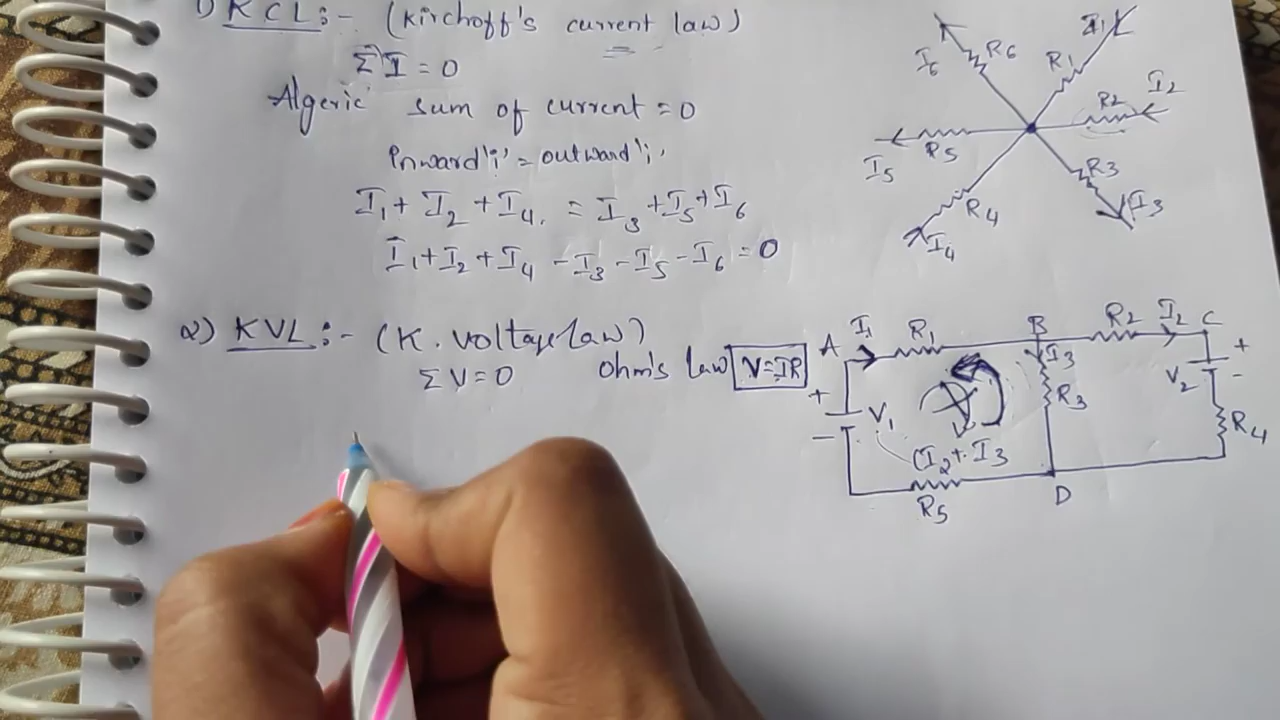 1) KCL:- (Kirchoff's current law)
ΣI = 0
Algeric sum of current = 0
Inward 'i' = outward 'i'
I₁ + I₂ + I₄. = I₃ + I₅ + I₆
I₁ + I₂ + I₄ - I₃ - I₅ - I₆ = 0
I₆ R₆ R₁ I₁
R₂ I₂
I₅ R₅ R₃
R₄ I₃
I₄
2) KVL:- (K. Voltage law)
ΣV = 0 ohm's law V=IR
A I₁ R₁ B R₂ I₂ C
+ I₃ +
- V₁ R₃ V₂ -
(I₂ + I₃ R₄
R₅ D